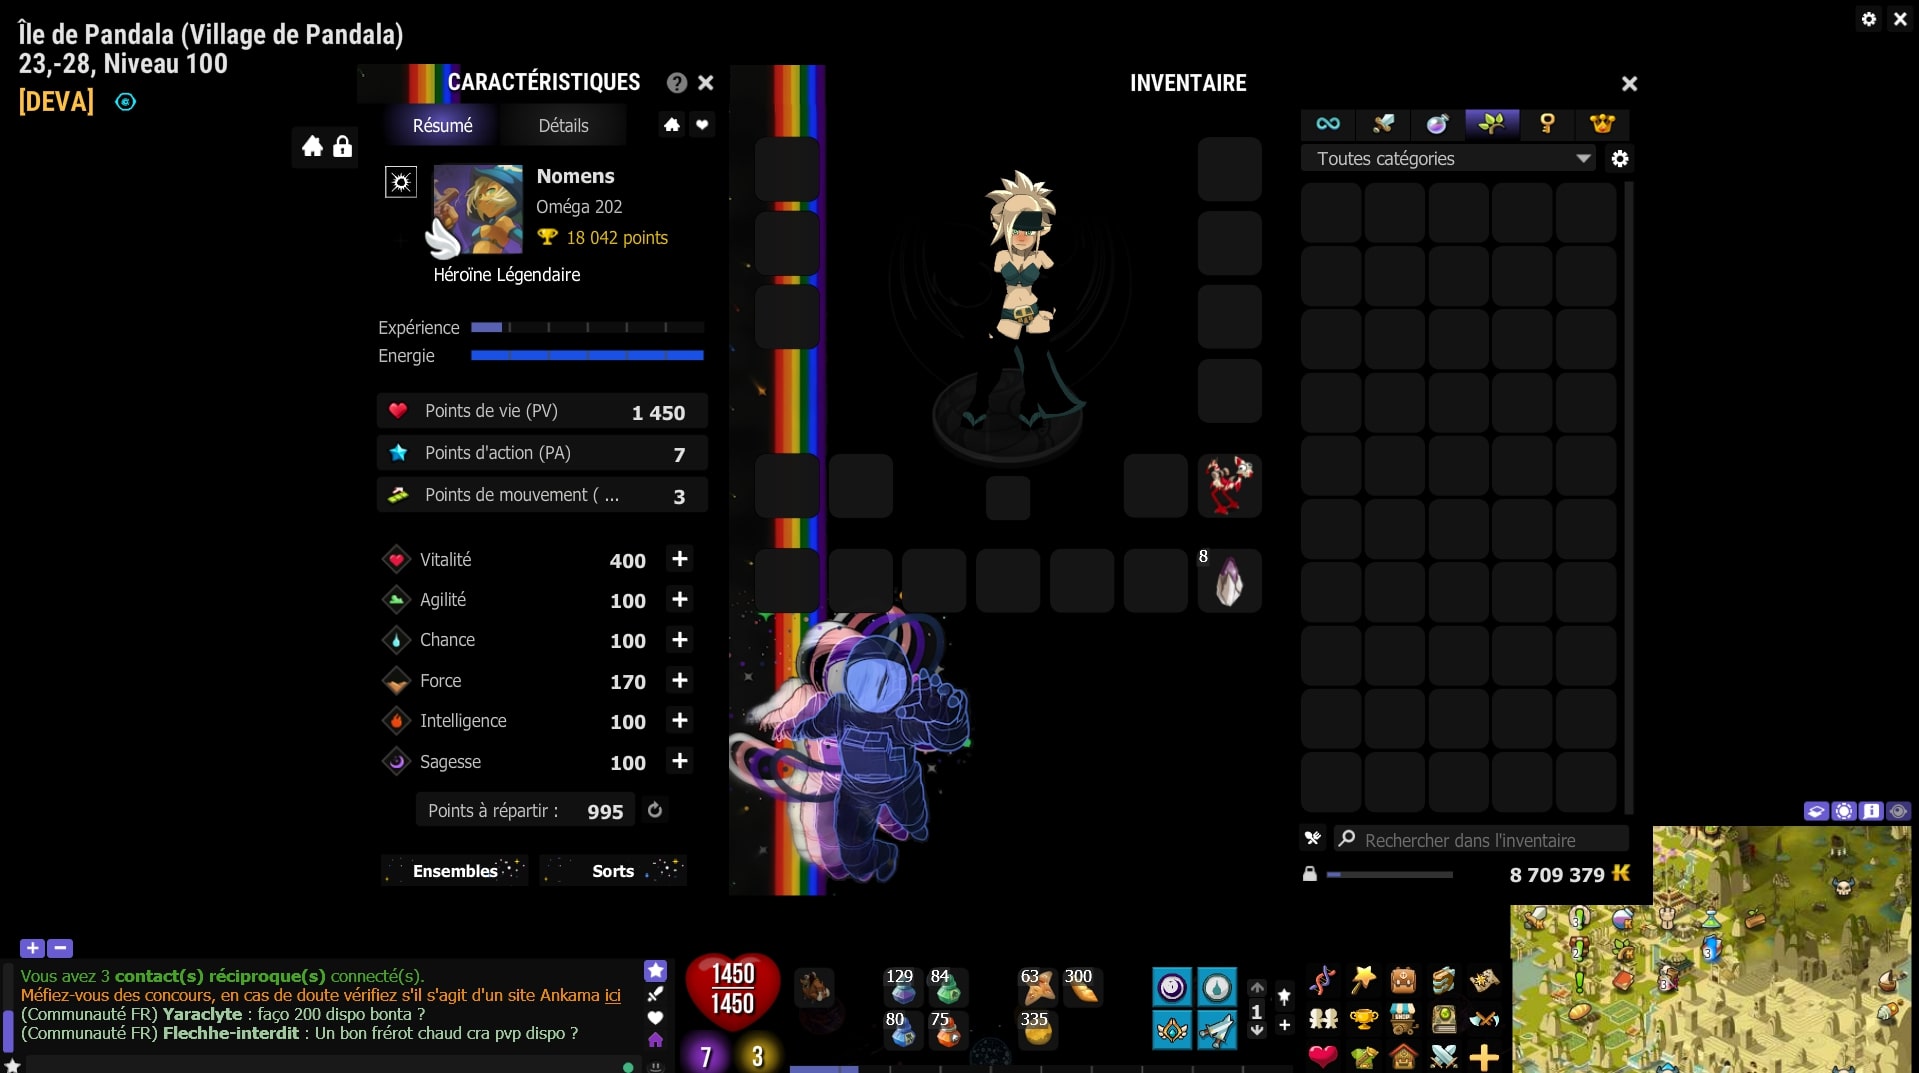 Île de Pandala (Village de Pandala)
23,-28, Niveau 100
[DEVA]
CARACTÉRISTIQUES
?
Résumé
Détails
Nomens
Oméga 202
18 042 points
Héroïne Légendaire
Expérience
Energie
Points de vie (PV) 1 450
Points d'action (PA) 7
Points de mouvement ( ... 3
Vitalité 400 +
Agilité 100 +
Chance 100 +
Force 170 +
Intelligence 100 +
Sagesse 100 +
Points à répartir : 995
Ensembles
Sorts
INVENTAIRE
8
Toutes catégories
Rechercher dans l'inventaire
8 709 379 K
Vous avez 3 contact(s) réciproque(s) connecté(s).
Méfiez-vous des concours, en cas de doute vérifiez s'il s'agit d'un site Ankama ici
(Communauté FR) Yaraclyte : faço 200 dispo bonta ?
(Communauté FR) Flechhe-interdit : Un bon frérot chaud cra pvp dispo ?
1450
1450
7
3
129
84
63
300
80
75
335
1
SHOP
3
2
3
3